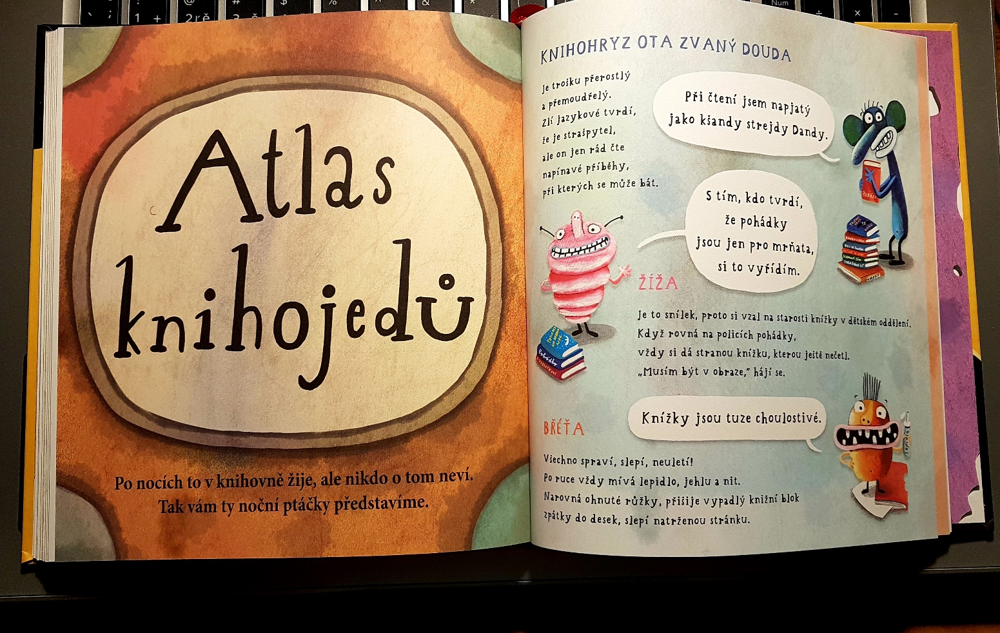 Atlas
knihojedů
Po nocích to v knihovně žije, ale nikdo o tom neví.
Tak vám ty noční ptáčky představíme.
KNIHOHRYZ OTA ZVANÝ DOUDA
Je trošku přerostlý
a přemoudřelý.
Zlí jazykové tvrdí,
že je strašpytel,
ale on jen rád čte
napínavé příběhy,
při kterých se může bát.
Při čtení jsem napjatý
jako kšandy strejdy Dandy.
S tím, kdo tvrdí,
že pohádky
jsou jen pro mrňata,
si to vyřídím.
ŽÍŽA
Je to snílek, proto si vzal na starosti knížky v dětském oddělení.
Když rovná na policích pohádky,
vždy si dá stranou knížku, kterou ještě nečetl.
„Musím být v obraze,“ hájí se.
Knížky jsou tuze choulostivé.
BŘÉŤA
Všechno spraví, slepí, neuletí!
Po ruce vždy mívá lepidlo, jehlu a nit.
Narovná ohnuté růžky, přišije vypadlý knižní blok
zpátky do desek, slepí natrženou stránku.
Lepidlo
Num